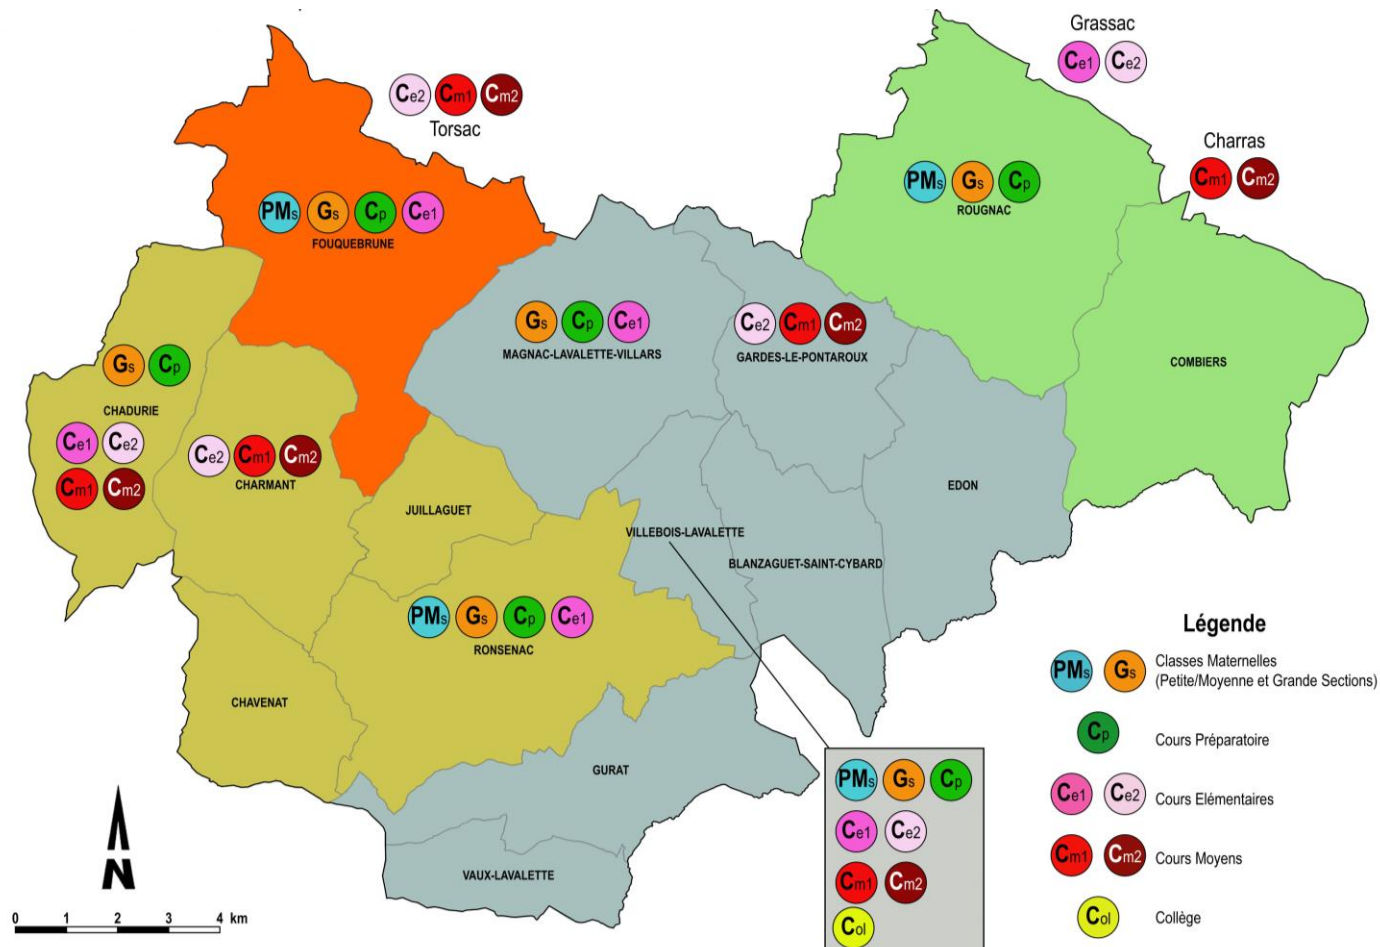 Grassac
Ce1 Ce2
Ce2 Cm1 Cm2
Torsac
Charras
Cm1 Cm2
PMs Gs Cp
ROUGNAC
PMs Gs Cp Ce1
FOUQUEBRUNE
Gs Cp Ce1
MAGNAC-LAVALETTE-VILLARS
Ce2 Cm1 Cm2
GARDES-LE-PONTAROUX
COMBIERS
Gs Cp
CHADURIE
Ce1 Ce2
Cm1 Cm2
Ce2 Cm1 Cm2
CHARMANT
JUILLAGUET
EDON
VILLEBOIS-LAVALETTE
BLANZAGUET-SAINT-CYBARD
PMs Gs Cp Ce1
RONSENAC
CHAVENAT
GURAT
VAUX-LAVALETTE
PMs Gs Cp
Ce1 Ce2
Cm1 Cm2
Col
Légende
PMs Gs Classes Maternelles
(Petite/Moyenne et Grande Sections)
Cp Cours Préparatoire
Ce1 Ce2 Cours Elémentaires
Cm1 Cm2 Cours Moyens
Col Collège
N
0 1 2 3 4 km